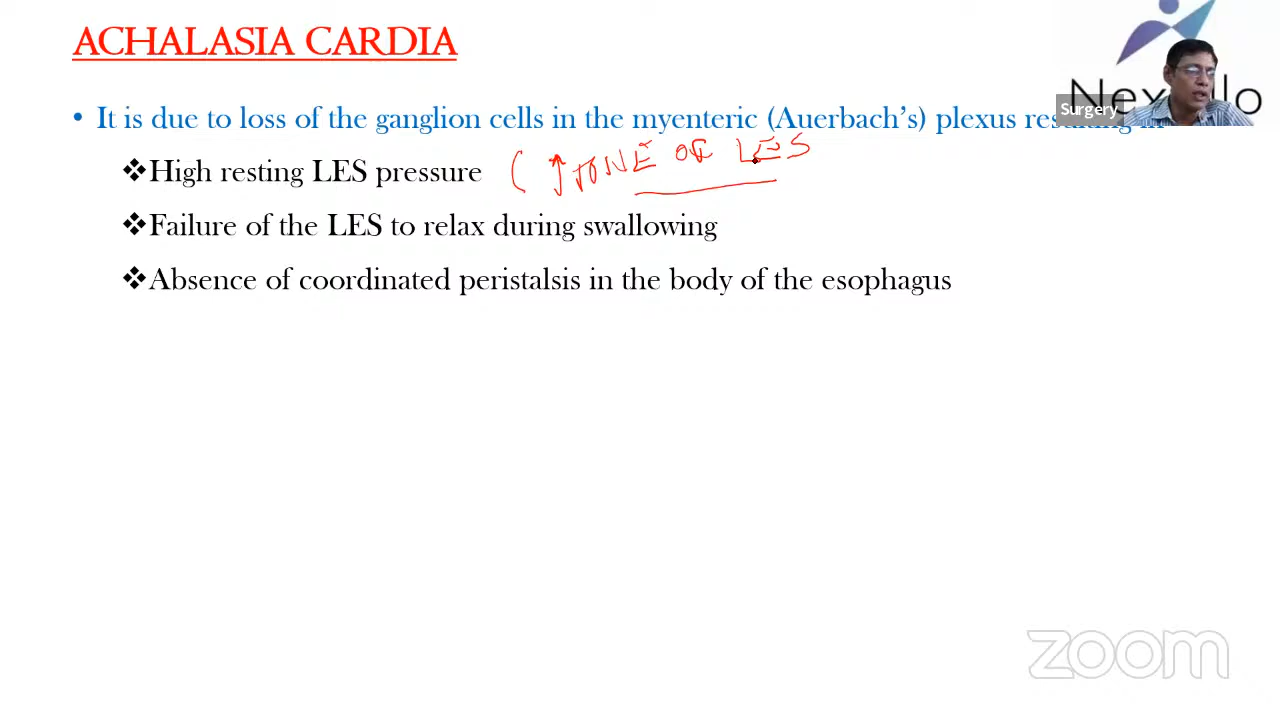 ACHALASIA CARDIA
• It is due to loss of the ganglion cells in the myenteric (Auerbach's) plexus resulting in
❖High resting LES pressure ( ↑ TONE OF LES
❖Failure of the LES to relax during swallowing
❖Absence of coordinated peristalsis in the body of the esophagus
Surgery
zoom